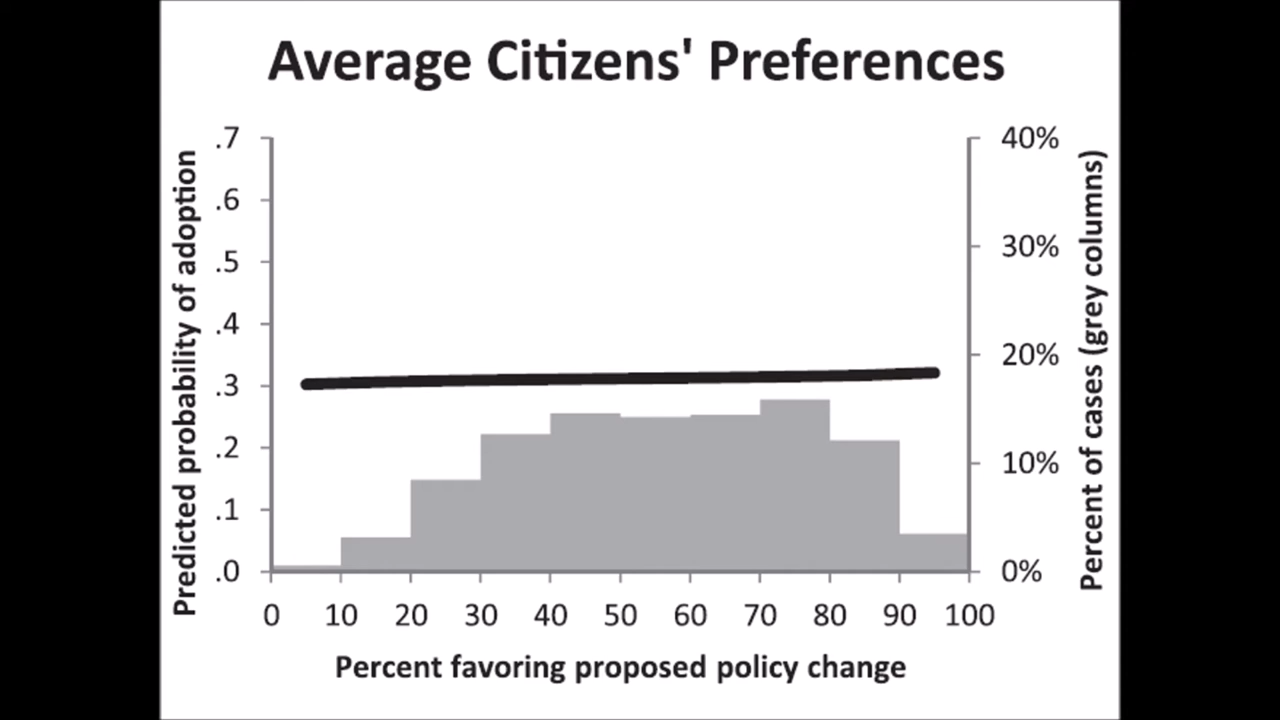 Average Citizens' Preferences
Predicted probability of adoption
.7
.6
.5
.4
.3
.2
.1
.0
40%
30%
20%
10%
0%
Percent of cases (grey columns)
0 10 20 30 40 50 60 70 80 90 100
Percent favoring proposed policy change